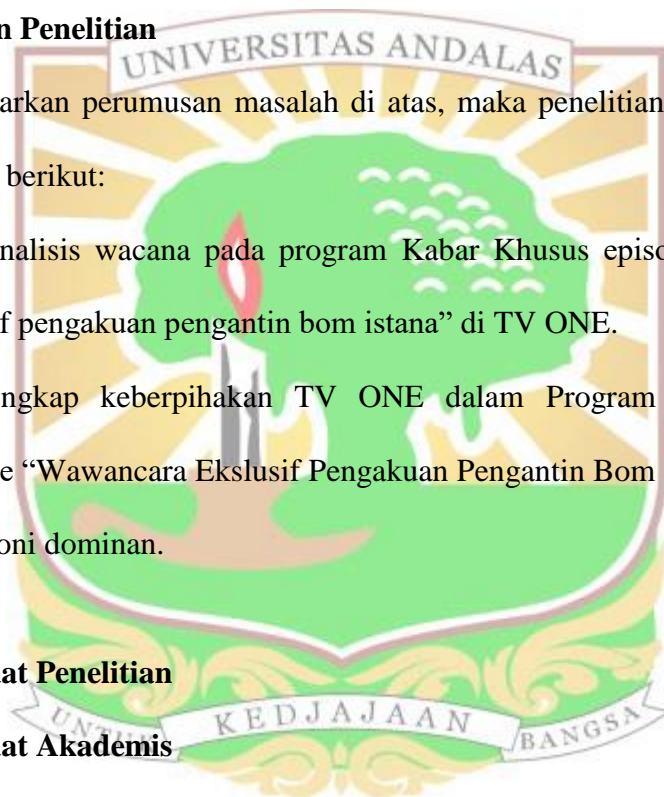 n Penelitian
UNIVERSITAS ANDALAS
arkan perumusan masalah di atas, maka penelitian
berikut:
nalisis wacana pada program Kabar Khusus episo
f pengakuan pengantin bom istana” di TV ONE.
ngkap keberpihakan TV ONE dalam Program
e “Wawancara Ekslusif Pengakuan Pengantin Bom
oni dominan.
at Penelitian
UNTUK KEDJAJAAN BANGSA
at Akademis